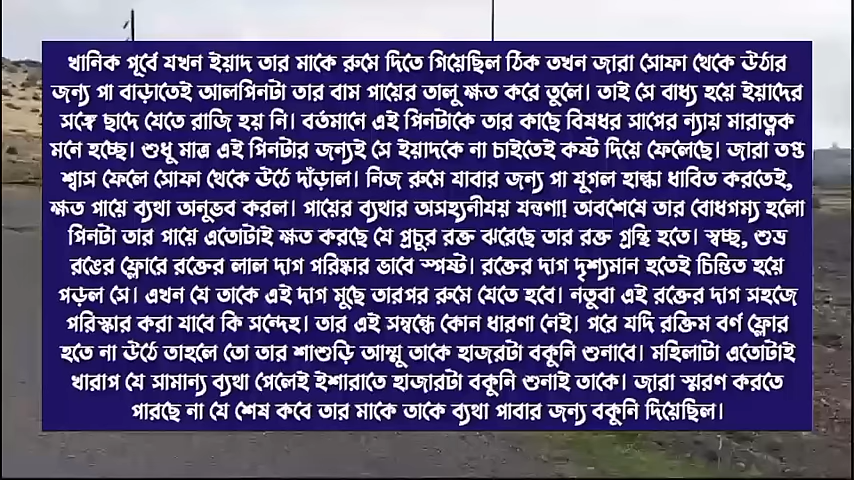 খানিক পূর্বে যখন ইয়াদ তার মাকে রুমে দিতে গিয়েছিল ঠিক তখন জারা সোফা থেকে উঠার
জন্য পা বাড়াতেই আলপিনটা তার বাম পায়ের তালু ক্ষত করে তুলে। তাই সে বাধ্য হয়ে ইয়াদের
সঙ্গে ছাদে যেতে রাজি হয় নি। বর্তমানে এই পিনটাকে তার কাছে বিষধর সাপের ন্যায় মারাত্নক
মনে হচ্ছে। শুধু মাত্র এই পিনটার জন্যই সে ইয়াদকে না চাইতেই কষ্ট দিয়ে ফেলেছে। জারা তপ্ত
শ্বাস ফেলে সোফা থেকে উঠে দাঁড়াল। নিজ রুমে যাবার জন্য পা যুগল হাল্কা ধাবিত করতেই,
ক্ষত পায়ে ব্যথা অনুভব করল। পায়ের ব্যথার অসহ্যনীযয় যন্ত্রণা! অবশেষে তার বোধগম্য হলো
পিনটা তার পায়ে এতোটাই ক্ষত করছে যে প্রচুর রক্ত ঝরেছে তার রক্ত গ্রন্থি হতে। স্বচ্ছ, শুভ্র
রঙের ফ্লোরে রক্তের লাল দাগ পরিষ্কার ভাবে স্পষ্ট। রক্তের দাগ দৃশ্যমান হতেই চিন্তিত হয়ে
পড়ল সে। এখন যে তাকে এই দাগ মুছে তারপর রুমে যেতে হবে। নতুবা এই রক্তের দাগ সহজে
পরিস্কার করা যাবে কি সন্দেহ। তার এই সম্বন্ধে কোন ধারণা নেই। পরে যদি রক্তিম বর্ণ ফ্লোর
হতে না উঠে তাহলে তো তার শাশুড়ি আম্মু তাকে হাজরটা বকুনি শুনাবে। মহিলাটা এতোটাই
খারাপ যে সামান্য ব্যথা পেলেই ইশারাতে হাজারটা বকুনি শুনাই তাকে। জারা স্মরণ করতে
পারছে না যে শেষ কবে তার মাকে তাকে ব্যথা পাবার জন্য বকুনি দিয়েছিল।